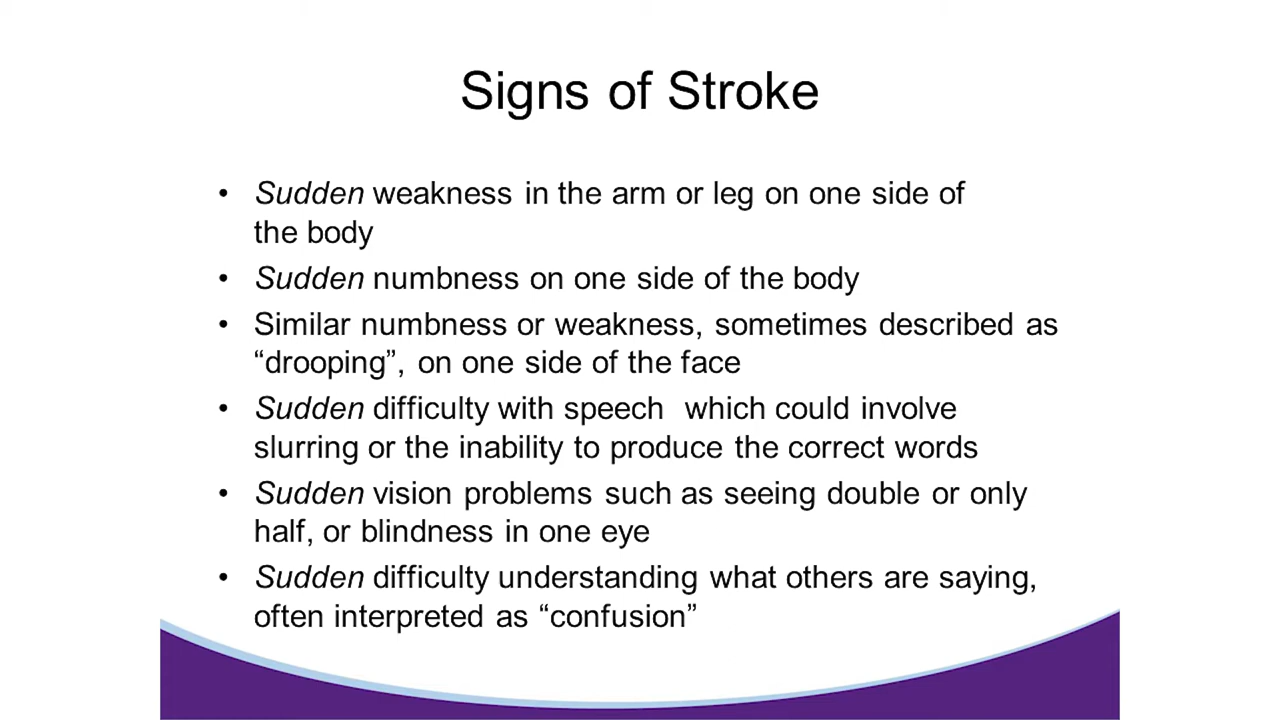 Signs of Stroke
• Sudden weakness in the arm or leg on one side of
the body
• Sudden numbness on one side of the body
• Similar numbness or weakness, sometimes described as
“drooping”, on one side of the face
• Sudden difficulty with speech  which could involve
slurring or the inability to produce the correct words
• Sudden vision problems such as seeing double or only
half, or blindness in one eye
• Sudden difficulty understanding what others are saying,
often interpreted as “confusion”